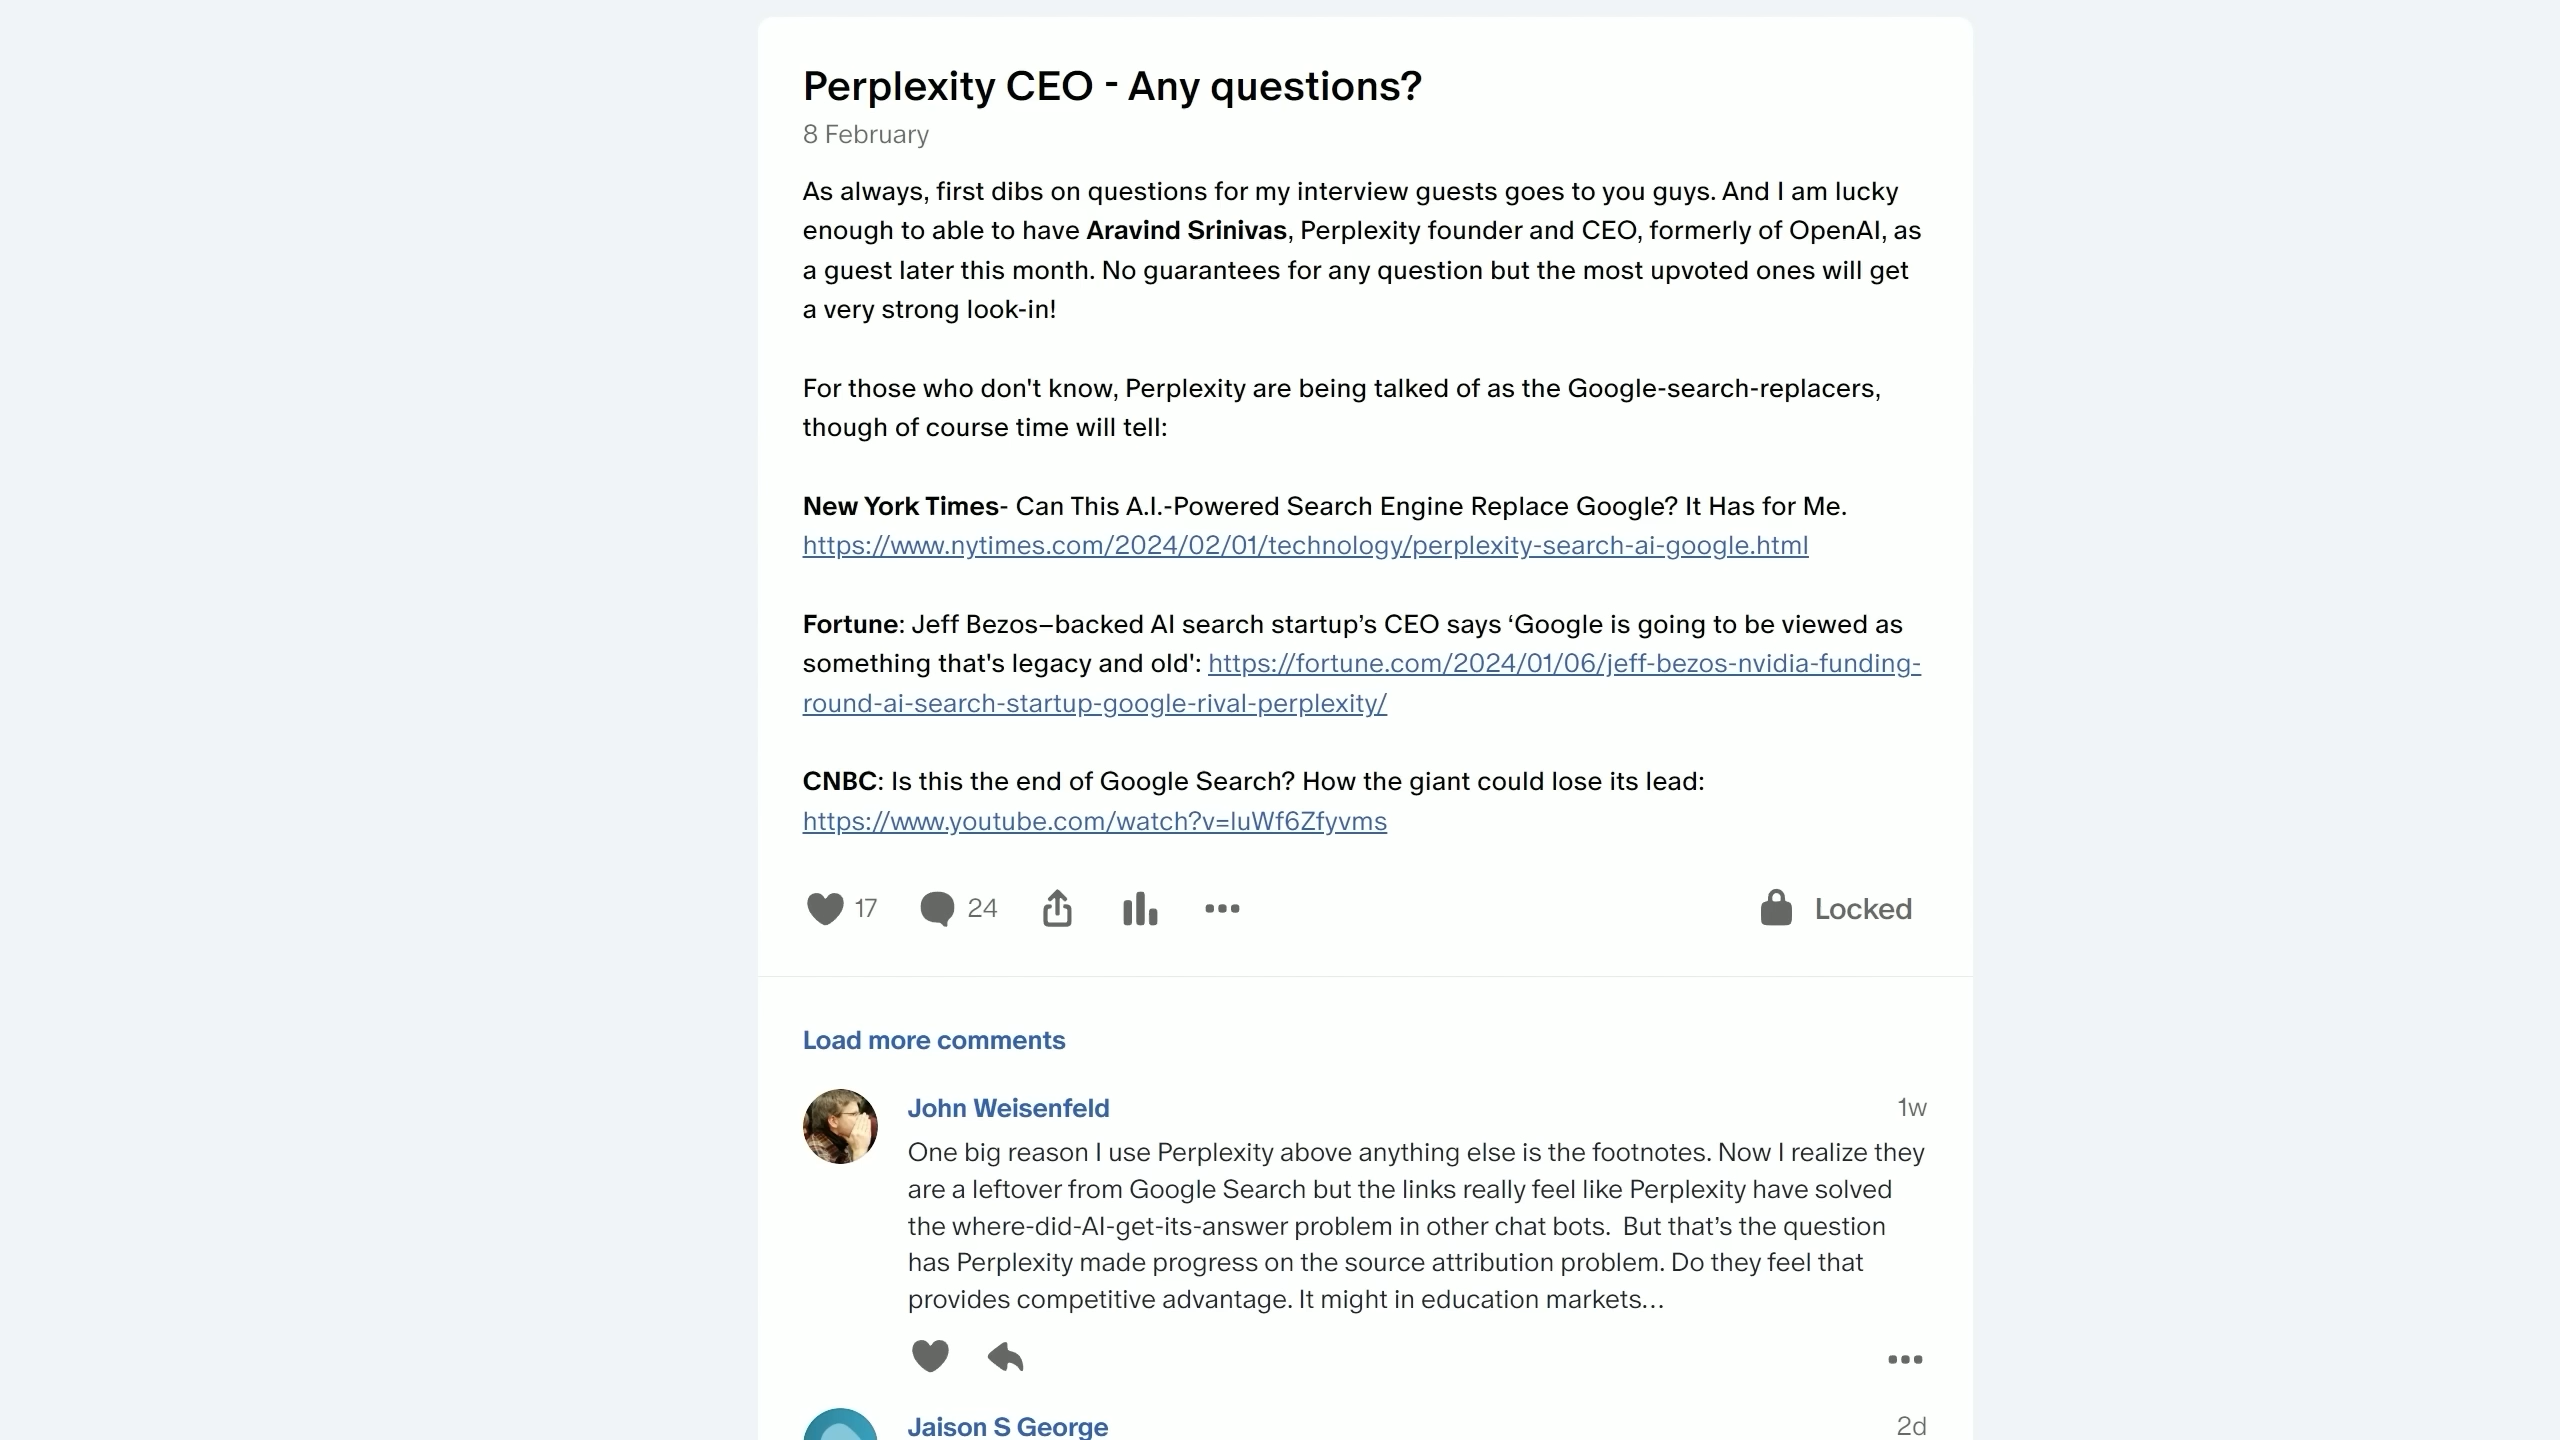 Perplexity CEO - Any questions?
8 February
As always, first dibs on questions for my interview guests goes to you guys. And I am lucky
enough to able to have Aravind Srinivas, Perplexity founder and CEO, formerly of OpenAI, as
a guest later this month. No guarantees for any question but the most upvoted ones will get
a very strong look-in!
For those who don't know, Perplexity are being talked of as the Google-search-replacers,
though of course time will tell:
New York Times- Can This A.I.-Powered Search Engine Replace Google? It Has for Me.
https://www.nytimes.com/2024/02/01/technology/perplexity-search-ai-google.html
Fortune: Jeff Bezos–backed AI search startup’s CEO says ‘Google is going to be viewed as
something that's legacy and old': https://fortune.com/2024/01/06/jeff-bezos-nvidia-funding-
round-ai-search-startup-google-rival-perplexity/
CNBC: Is this the end of Google Search? How the giant could lose its lead:
https://www.youtube.com/watch?v=luWf6Zfyvms
17 24 Locked
Load more comments
John Weisenfeld 1w
One big reason I use Perplexity above anything else is the footnotes. Now I realize they
are a leftover from Google Search but the links really feel like Perplexity have solved
the where-did-AI-get-its-answer problem in other chat bots.  But that’s the question
has Perplexity made progress on the source attribution problem. Do they feel that
provides competitive advantage. It might in education markets…
Jaison S George 2d